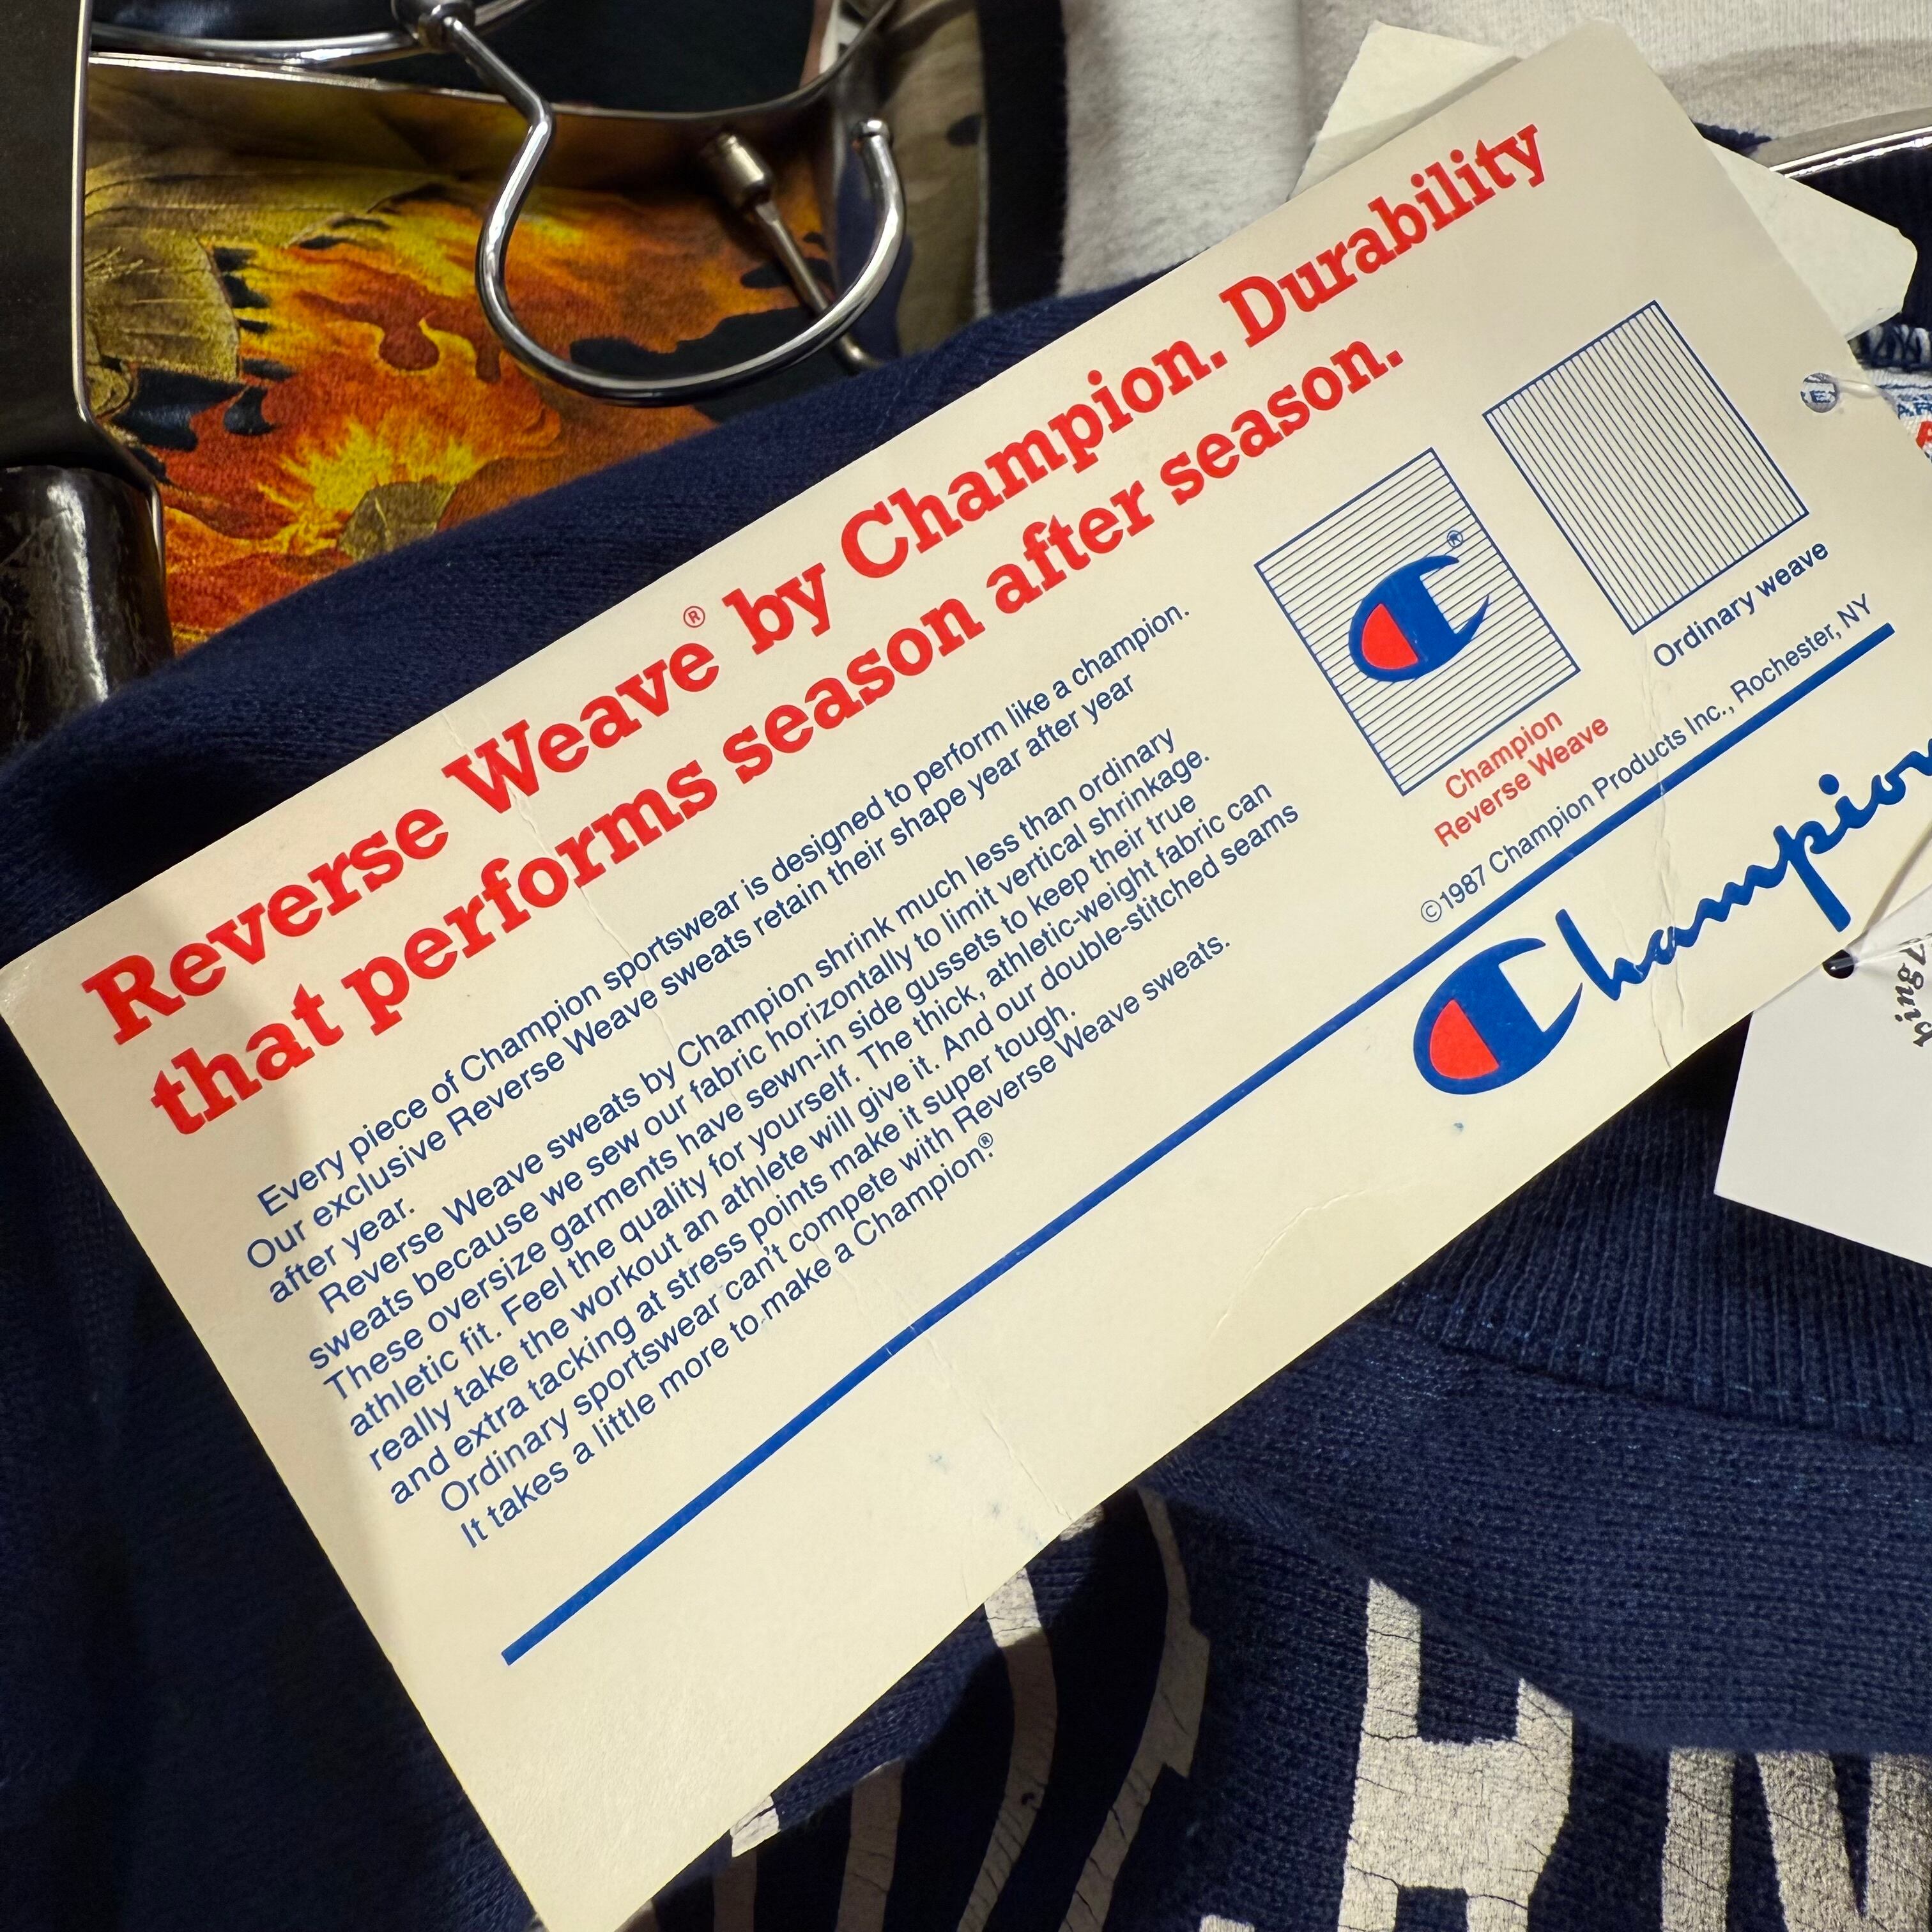 Reverse Weave® by Champion. Durability
that performs season after season.
Every piece of Champion sportswear is designed to perform like a champion.
Our exclusive Reverse Weave sweats retain their shape year after year
after year.
Reverse Weave sweats by Champion shrink much less than ordinary
sweats because we sew our fabric horizontally to limit vertical shrinkage.
These oversize garments have sewn-in side gussets to keep their true
athletic fit. Feel the quality for yourself. The thick, athletic-weight fabric can
really take the workout an athlete will give it. And our double-stitched seams
and extra tacking at stress points make it super tough.
Ordinary sportswear can't compete with Reverse Weave sweats.
It takes a little more to make a Champion.®
®
Champion
Reverse Weave
Ordinary weave
©1987 Champion Products Inc., Rochester, NY
Champion